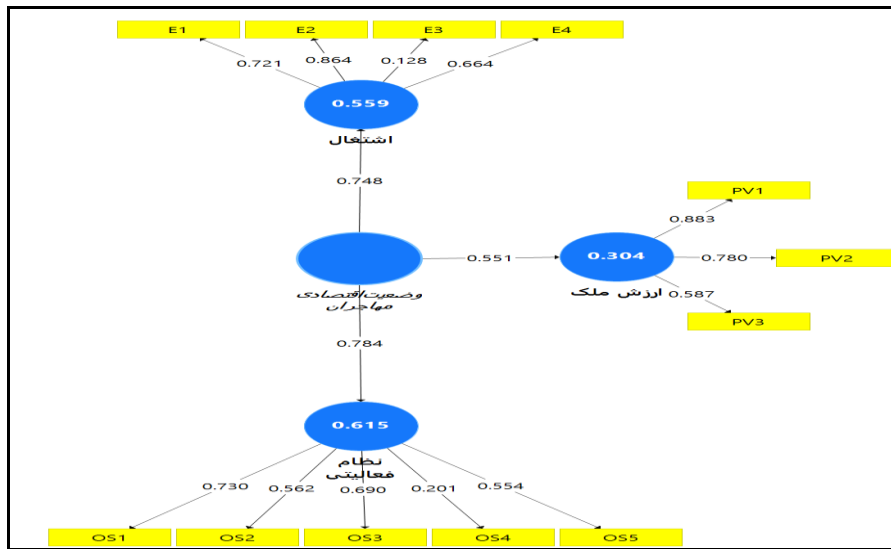 E1 E2 E3 E4
0.721 0.864 0.128 0.664
0.559
اشتغال
0.748
PV1
0.883
0.551 0.304 0.780 PV2
وضعیت اقتصادی
مهاجران
ارزش ملک
0.587
PV3
0.784
0.615
نظام
فعالیتی
0.730 0.562 0.690 0.201 0.554
OS1 OS2 OS3 OS4 OS5